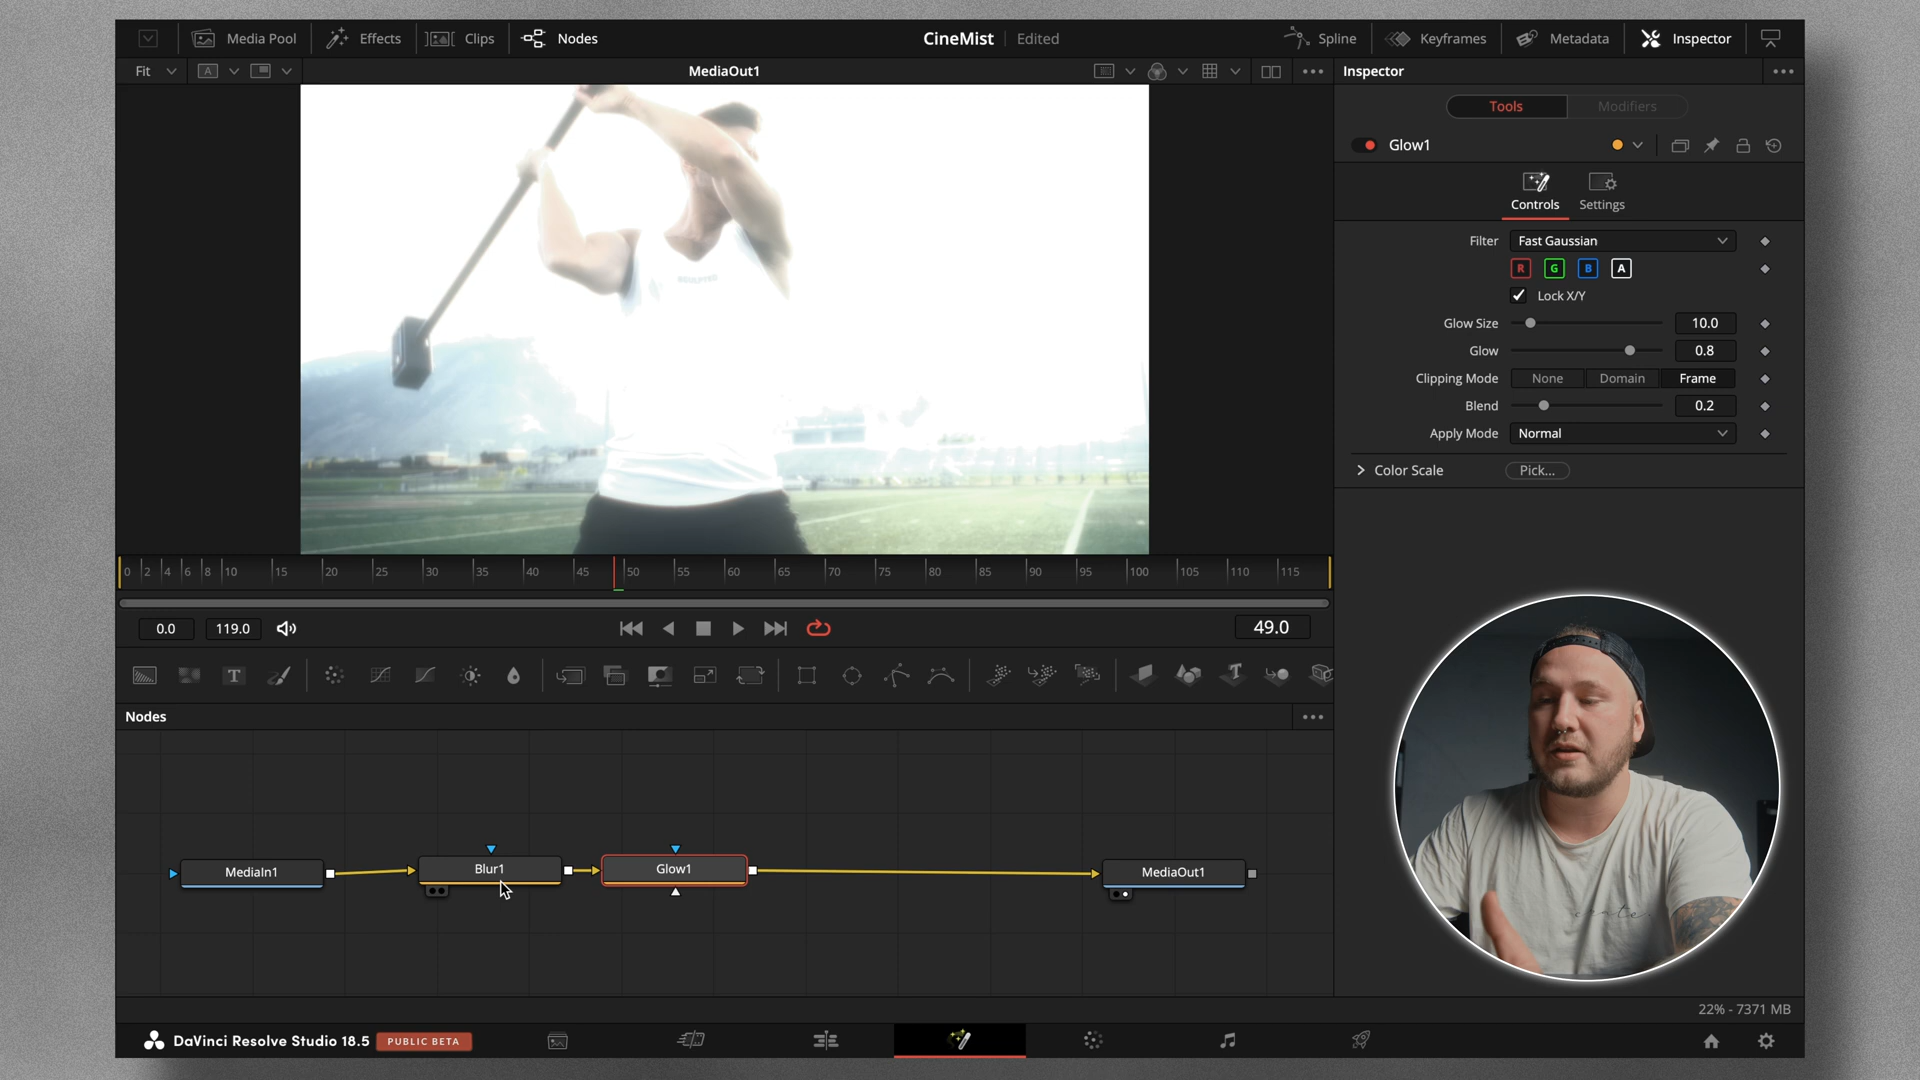 Media Pool
Effects
Clips
Nodes
CineMist
Edited
Spline
Keyframes
Metadata
Inspector
Fit
A
MediaOut1
Inspector
Tools
Modifiers
Glow1
Controls
Settings
Filter
Fast Gaussian
R
G
B
A
Lock X/Y
Glow Size
10.0
Glow
0.8
Clipping Mode
None
Domain
Frame
Blend
0.2
Apply Mode
Normal
Color Scale
Pick...
0 2 4 6 8 10 15 20 25 30 35 40 45 50 55 60 65 70 75 80 85 90 95 100 105 110 115
0.0
119.0
49.0
T
T
Nodes
MediaIn1
Blur1
Glow1
MediaOut1
create
22% - 7371 MB
DaVinci Resolve Studio 18.5
PUBLIC BETA